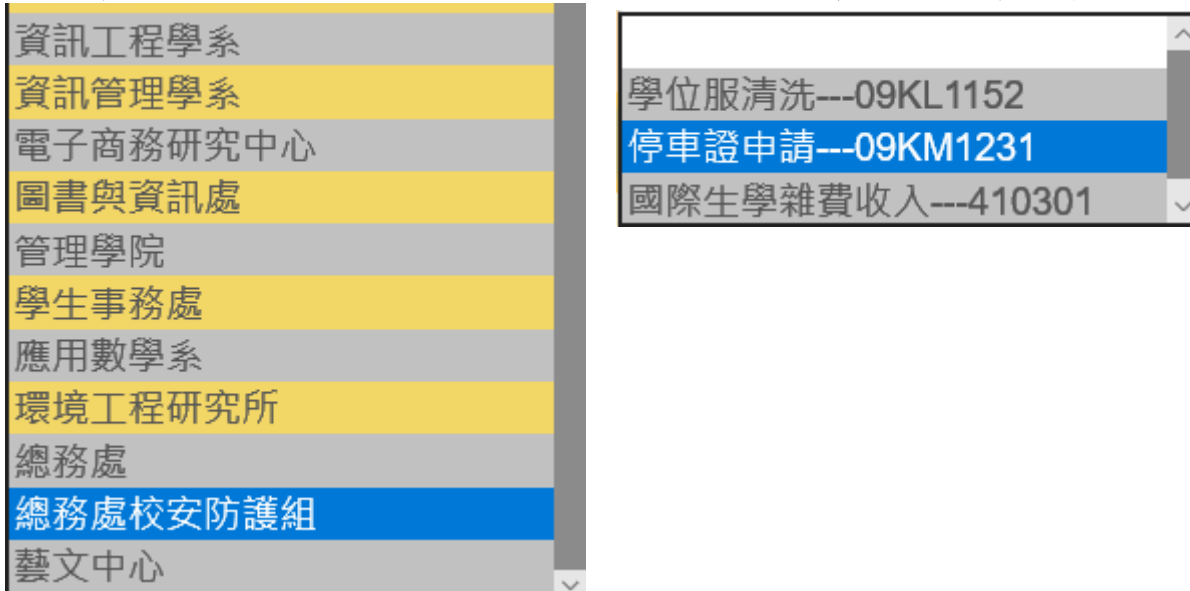 資訊工程學系
資訊管理學系
電子商務研究中心
圖書與資訊處
管理學院
學生事務處
應用數學系
環境工程研究所
總務處
總務處校安防護組
藝文中心
學位服清洗---09KL1152
停車證申請---09KM1231
國際生學雜費收入---410301